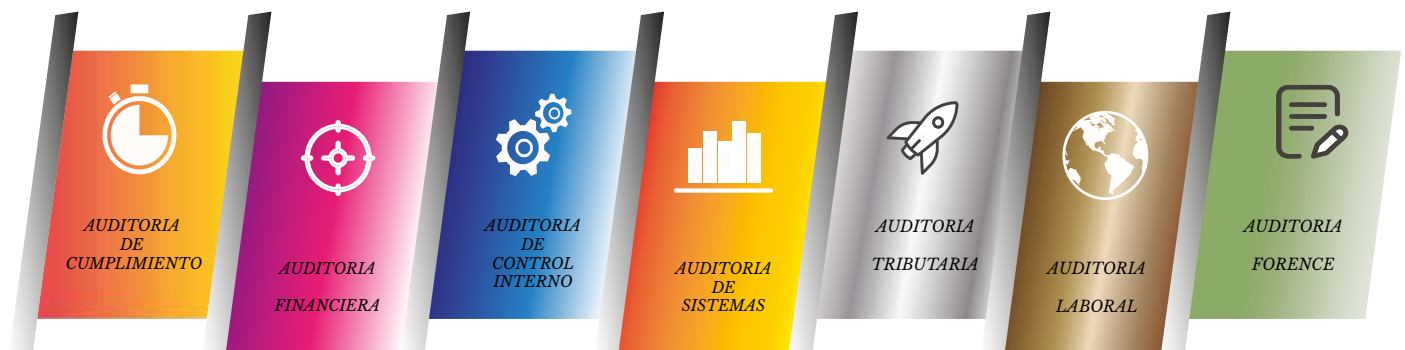 AUDITORIA
DE
CUMPLIMIENTO
AUDITORIA
FINANCIERA
AUDITORIA
DE
CONTROL
INTERNO
AUDITORIA
DE
SISTEMAS
AUDITORIA
TRIBUTARIA
AUDITORIA
LABORAL
AUDITORIA
FORENCE